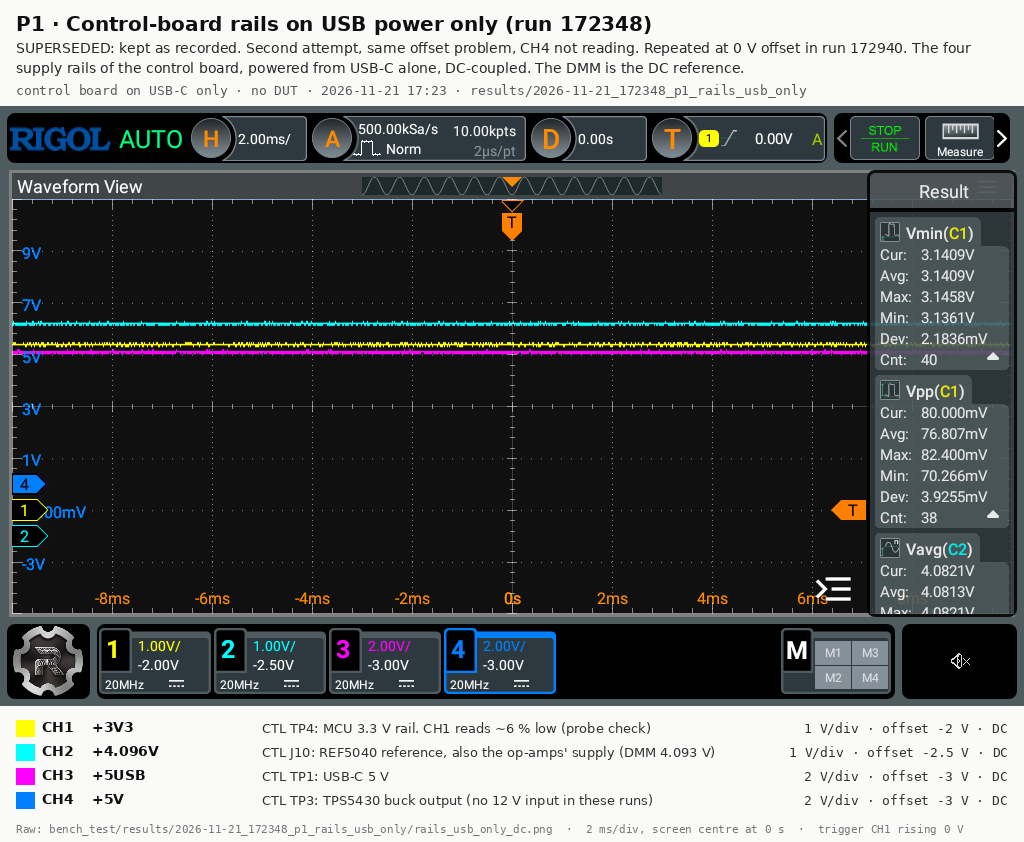 P1 · Control-board rails on USB power only (run 172348)
SUPERSEDED: kept as recorded. Second attempt, same offset problem, CH4 not reading. Repeated at 0 V offset in run 172940. The four
supply rails of the control board, powered from USB-C alone, DC-coupled. The DMM is the DC reference.
control board on USB-C only · no DUT · 2026-11-21 17:23 · results/2026-11-21_172348_p1_rails_usb_only
RIGOL AUTO H 2.00ms/ A 500.00kSa/s 10.00kpts Norm 2µs/pt D 0.00s T 1 0.00V A STOP RUN Measure
Waveform View
Result
T
9V
7V
5V
3V
1V
4
1 00mV T
2
-3V
-8ms -6ms -4ms -2ms 0s 2ms 4ms 6ms
Vmin(C1)
Cur: 3.1409V
Avg: 3.1409V
Max: 3.1458V
Min: 3.1361V
Dev: 2.1836mV
Cnt: 40
Vpp(C1)
Cur: 80.000mV
Avg: 76.807mV
Max: 82.400mV
Min: 70.266mV
Dev: 3.9255mV
Cnt: 38
Vavg(C2)
Cur: 4.0821V
Avg: 4.0813V
Max: 4.0821V
1 1.00V/ -2.00V 20MHz
2 1.00V/ -2.50V 20MHz
3 2.00V/ -3.00V 20MHz
4 2.00V/ -3.00V 20MHz
M M1 M3 M2 M4
CH1 +3V3 CTL TP4: MCU 3.3 V rail. CH1 reads ~6 % low (probe check) 1 V/div · offset -2 V · DC
CH2 +4.096V CTL J10: REF5040 reference, also the op-amps' supply (DMM 4.093 V) 1 V/div · offset -2.5 V · DC
CH3 +5USB CTL TP1: USB-C 5 V 2 V/div · offset -3 V · DC
CH4 +5V CTL TP3: TPS5430 buck output (no 12 V input in these runs) 2 V/div · offset -3 V · DC
Raw: bench_test/results/2026-11-21_172348_p1_rails_usb_only/rails_usb_only_dc.png · 2 ms/div, screen centre at 0 s · trigger CH1 rising 0 V